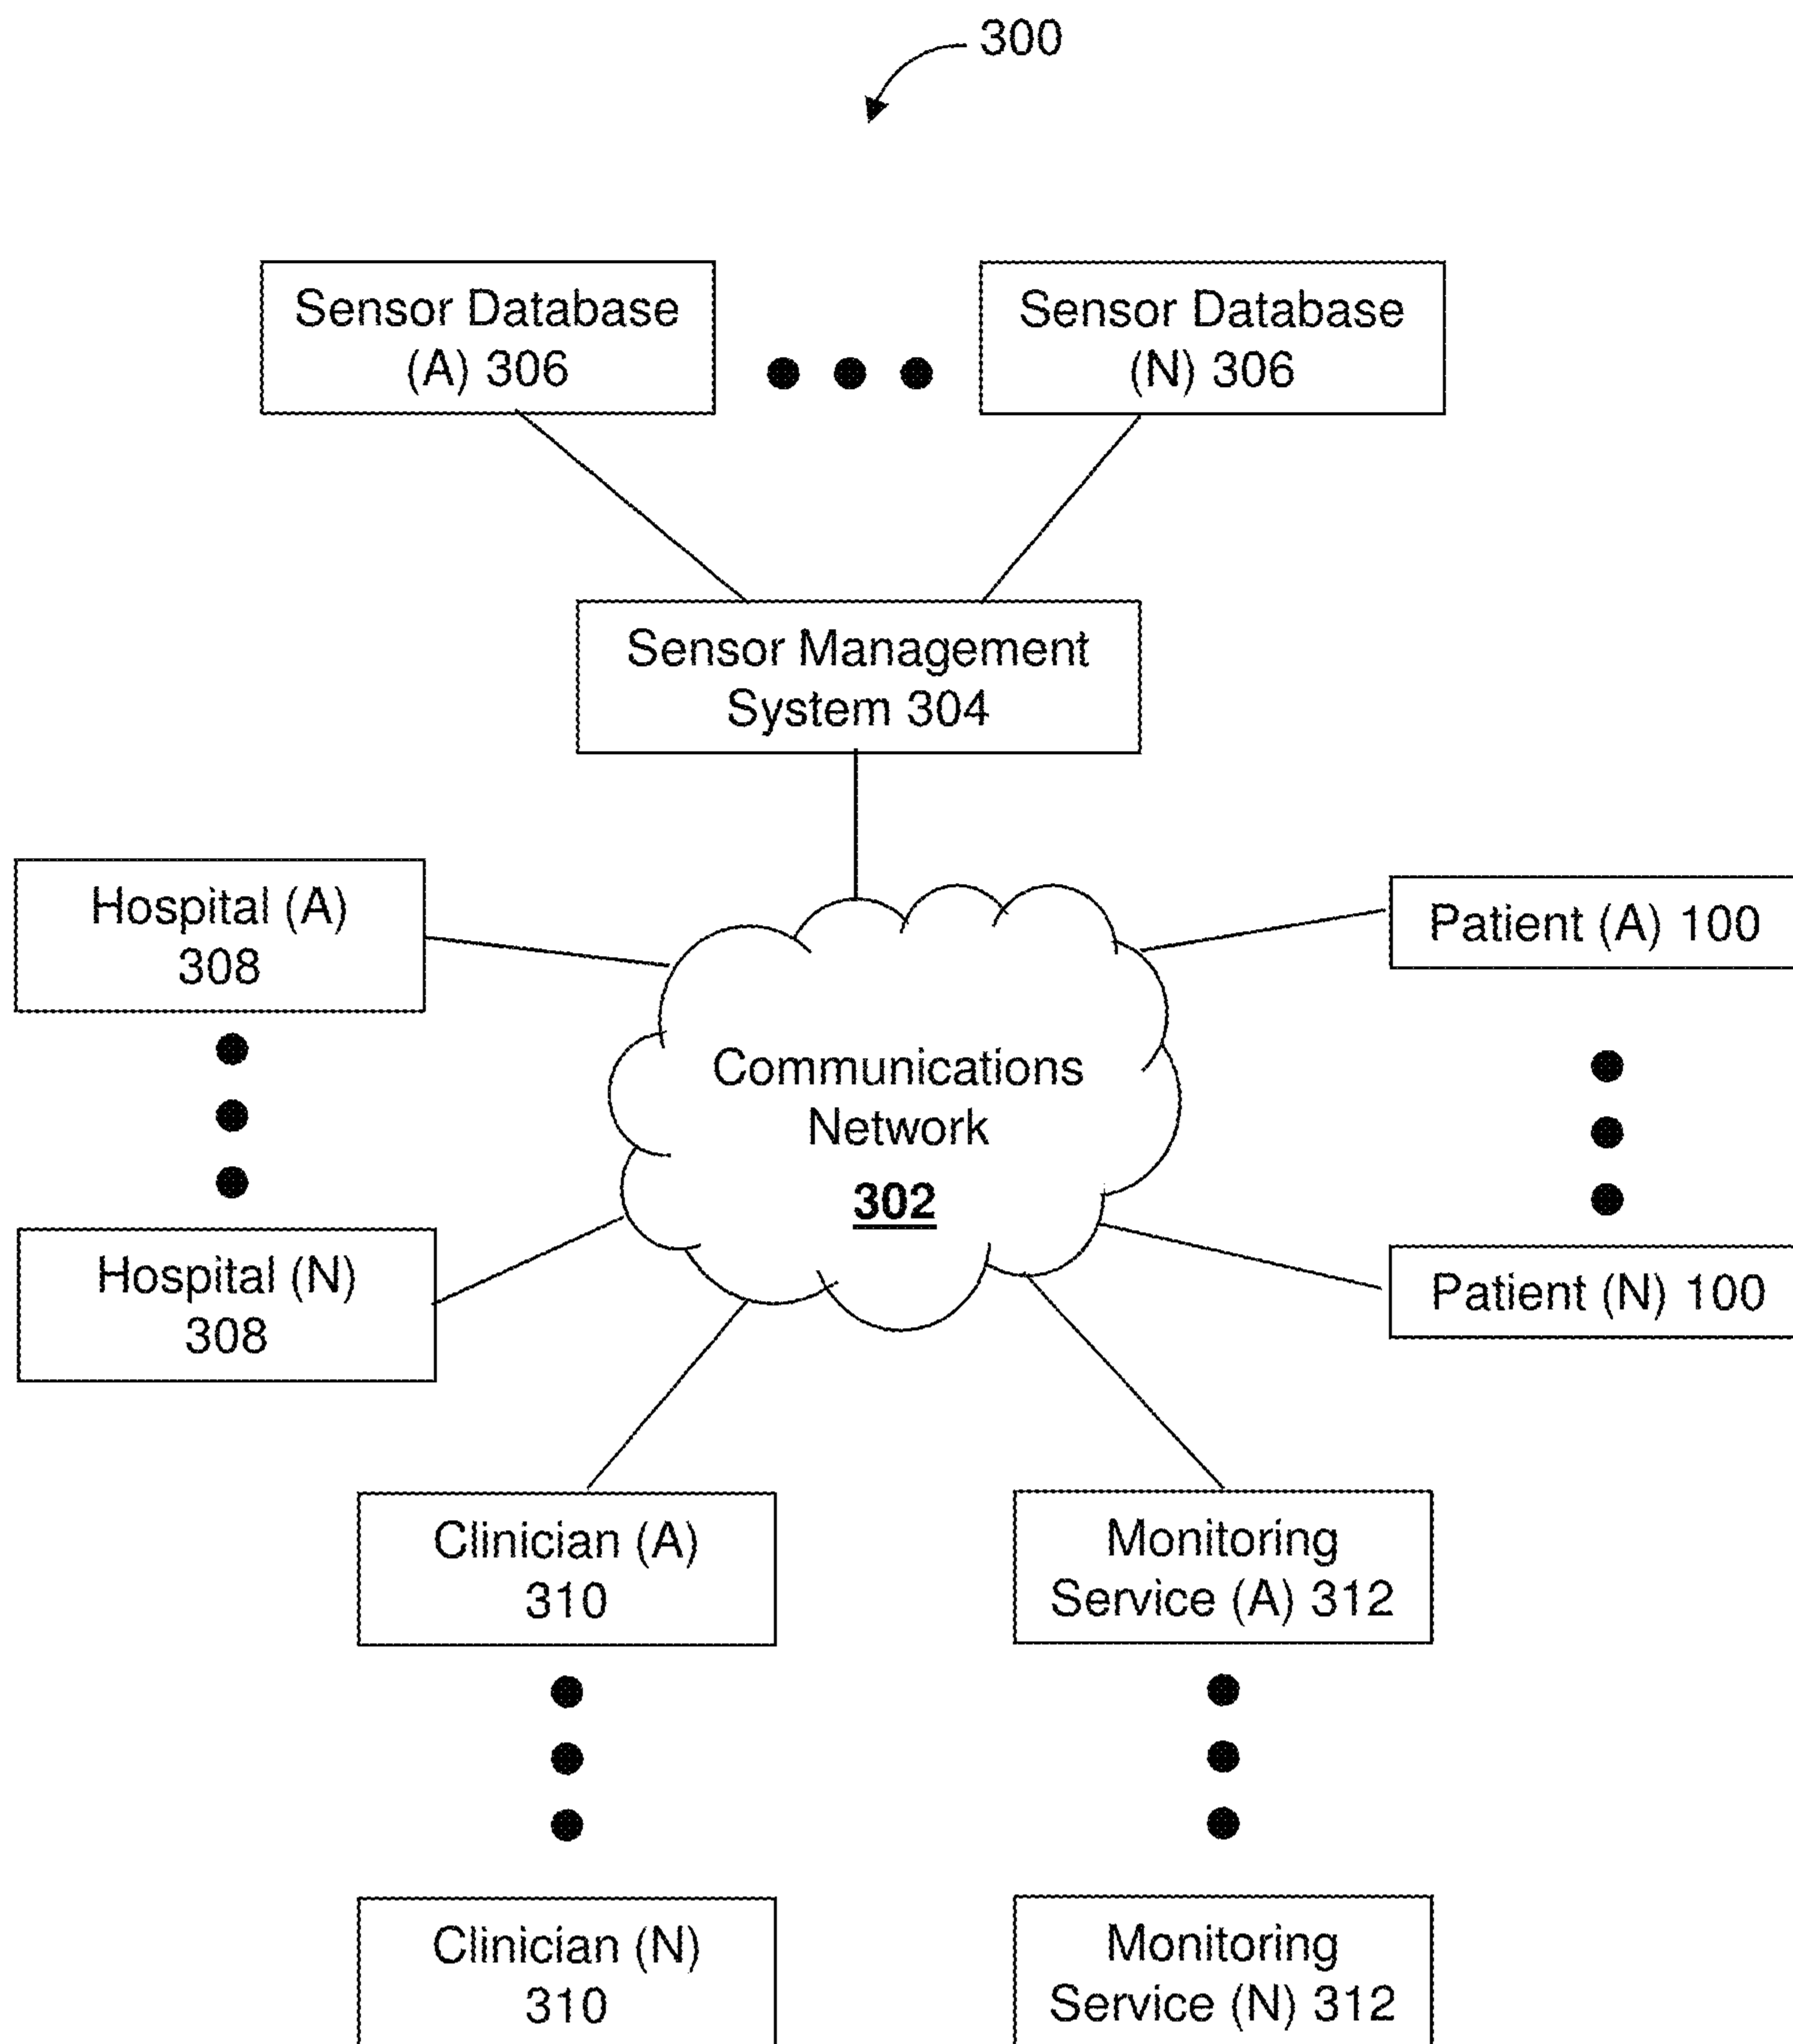 300
Sensor Database
(A) 306
Sensor Database
(N) 306
Sensor Management
System 304
Hospital (A)
308
Patient (A) 100
Communications
Network
302
Hospital (N)
308
Patient (N) 100
Clinician (A)
310
Monitoring
Service (A) 312
Clinician (N)
310
Monitoring
Service (N) 312